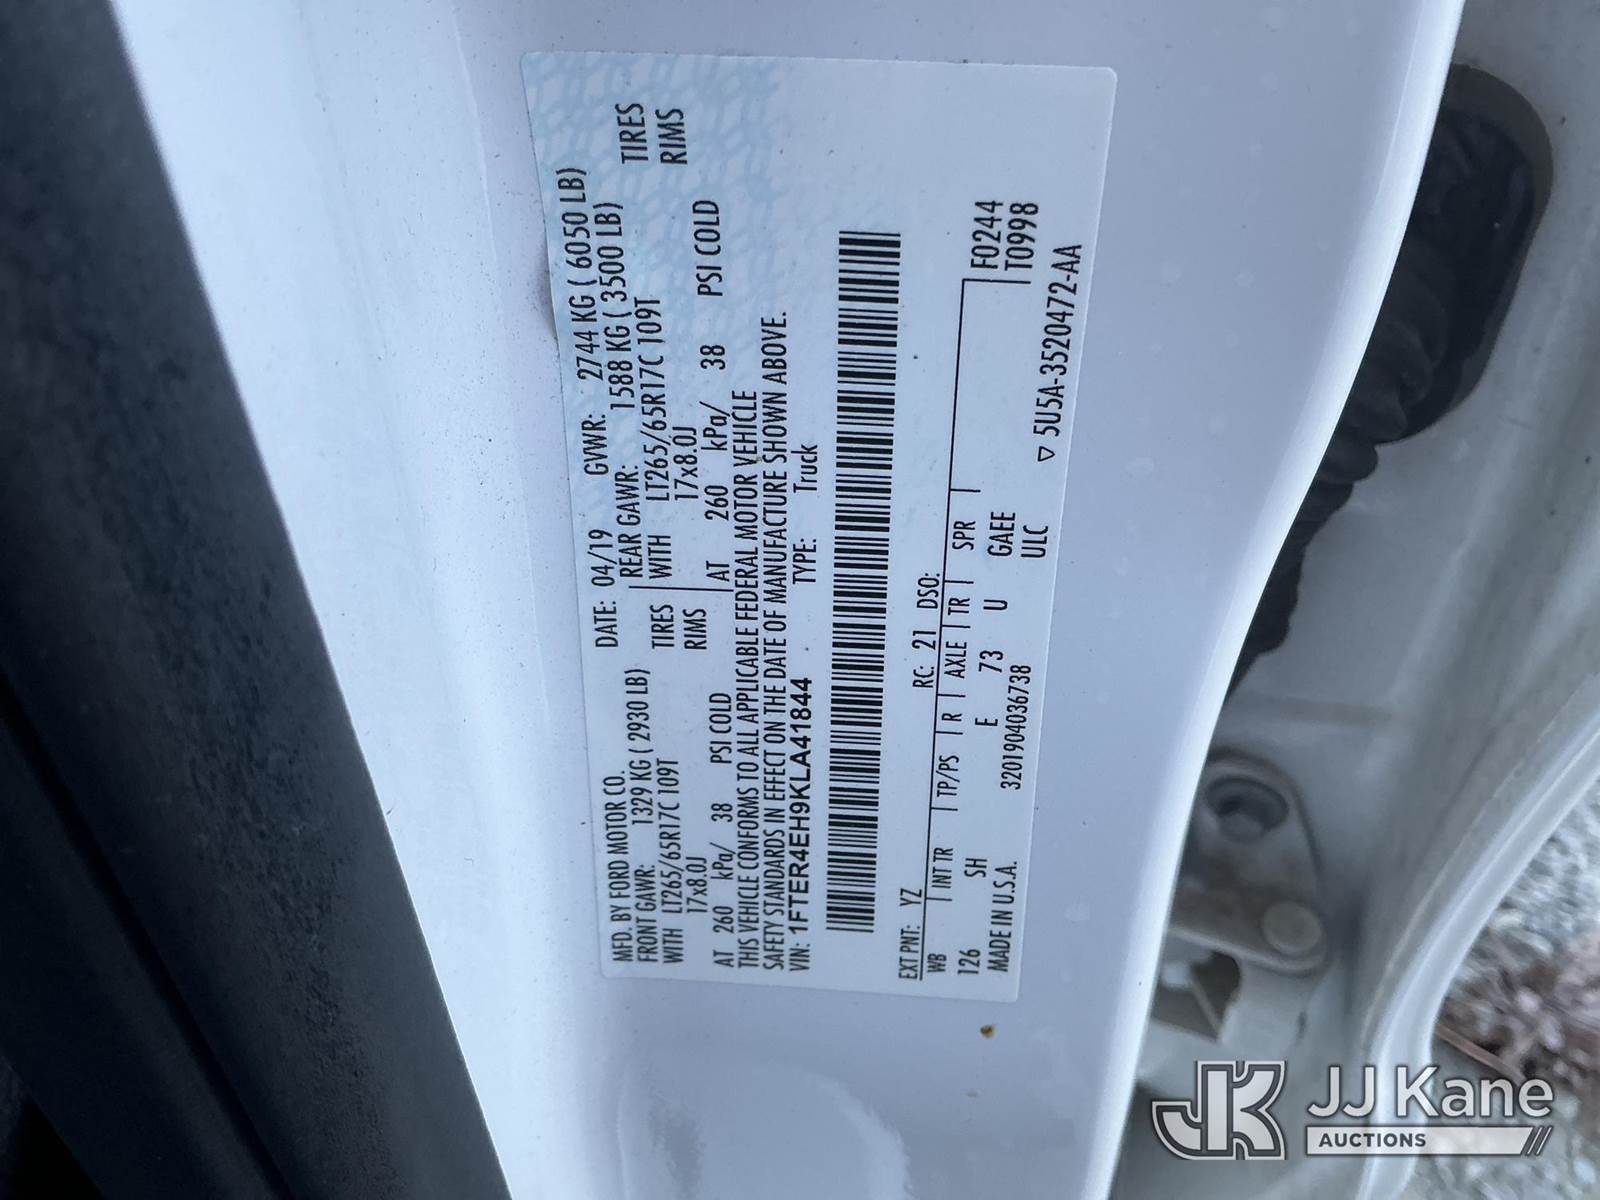 MFD. BY FORD MOTOR CO. DATE: 04/19 GVWR: 2744 KG ( 6050 LB)
FRONT GAWR: 1329 KG ( 2930 LB) REAR GAWR: 1588 KG ( 3500 LB)
WITH LT265/65R17C 109T TIRES WITH LT265/65R17C 109T TIRES
17x8.0J RIMS 17x8.0J RIMS
AT 260 kPa/ 38 PSI COLD AT 260 kPa/ 38 PSI COLD
THIS VEHICLE CONFORMS TO ALL APPLICABLE FEDERAL MOTOR VEHICLE
SAFETY STANDARDS IN EFFECT ON THE DATE OF MANUFACTURE SHOWN ABOVE.
VIN: 1FTER4EH9KLA41844 TYPE: Truck
EXT PNT: YZ RC: 21 DSO:
WB INT TR TP/PS R AXLE TR SPR F0244
126 SH E E 73 U GAEE T0998
MADE IN U.S.A. 3201904036738 ULC
▽ 5U5A-3520472-AA
JK JJ Kane
AUCTIONS